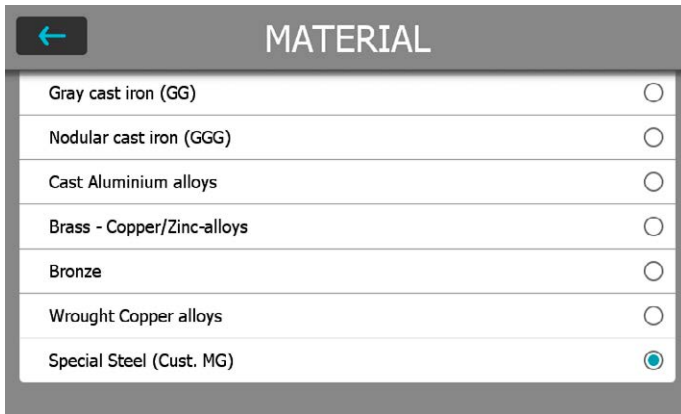 MATERIAL
Gray cast iron (GG)
Nodular cast iron (GGG)
Cast Aluminium alloys
Brass - Copper/Zinc-alloys
Bronze
Wrought Copper alloys
Special Steel (Cust. MG)